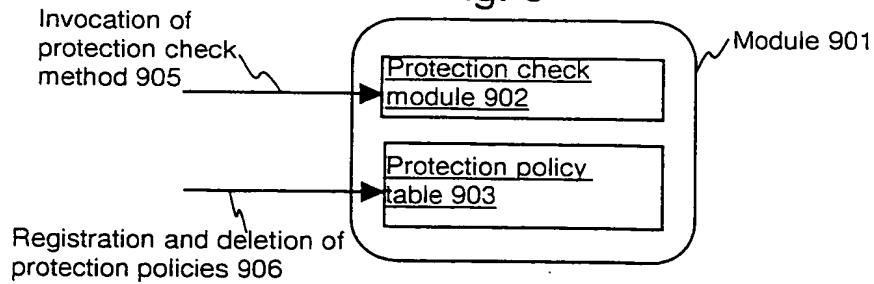 Invocation of
protection check
method 905
Module 901
Protection check
module 902
Protection policy
table 903
Registration and deletion of
protection policies 906